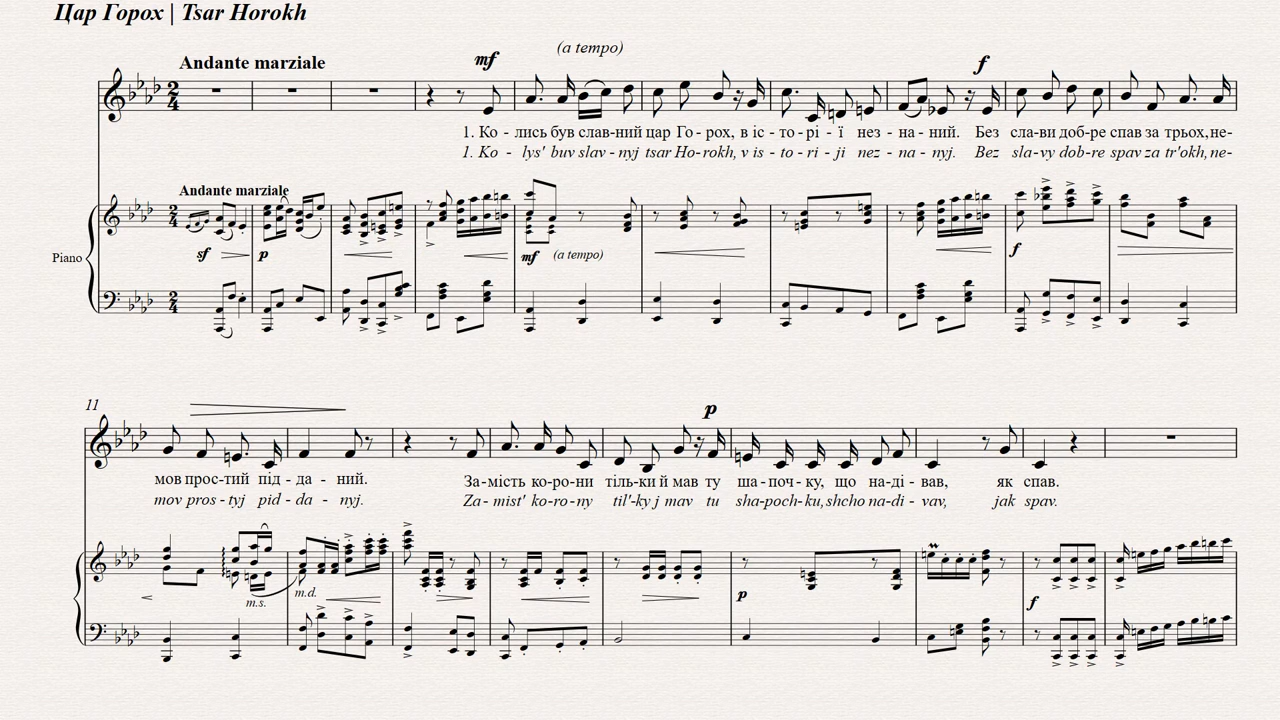 Цар Горох | Tsar Horokh
(a tempo)
mf
Andante marziale
f
1. Ко - лись був слав-ний цар Го - рох, в іс - то - рі - ї нез - на - ний. Без сла-ви доб-ре спав за трьох, не-
1. Ko - lys' buv slav - nyj tsar Ho-rokh, v is - to - ri - ji nez - na - nyj. Bez sla-vy dob-re spav za tr'okh, ne-
Andante marziale
Piano
sf p mf (a tempo) f
11
p
мов прос-тий під - да - ний. За-мість ко-ро-ни тіль-ки й мав ту ша-поч-ку, що на-ді - вав, як спав.
mov pros - tyj pid - da - nyj. Za-mist' ko-ro-ny til'-ky j mav tu sha-poch-ku, shcho na-di - vav, jak spav.
m.s. m.d. p f